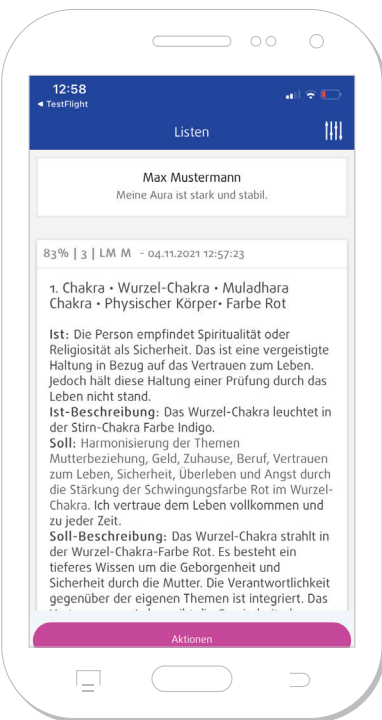 12:58
◀ TestFlight
Listen
Max Mustermann
Meine Aura ist stark und stabil.
83% | 3 | LM M - 04.11.2021 12:57:23
1. Chakra • Wurzel-Chakra • Muladhara
Chakra • Physischer Körper• Farbe Rot
Ist: Die Person empfindet Spiritualität oder
Religiosität als Sicherheit. Das ist eine vergeistigte
Haltung in Bezug auf das Vertrauen zum Leben.
Jedoch hält diese Haltung einer Prüfung durch das
Leben nicht stand.
Ist-Beschreibung: Das Wurzel-Chakra leuchtet in
der Stirn-Chakra Farbe Indigo.
Soll: Harmonisierung der Themen
Mutterbeziehung, Geld, Zuhause, Beruf, Vertrauen
zum Leben, Sicherheit, Überleben und Angst durch
die Stärkung der Schwingungsfarbe Rot im Wurzel-
Chakra. Ich vertraue dem Leben vollkommen und
zu jeder Zeit.
Soll-Beschreibung: Das Wurzel-Chakra strahlt in
der Wurzel-Chakra-Farbe Rot. Es besteht ein
tieferes Wissen um die Geborgenheit und
Sicherheit durch die Mutter. Die Verantwortlichkeit
gegenüber der eigenen Themen ist integriert. Das
Aktionen